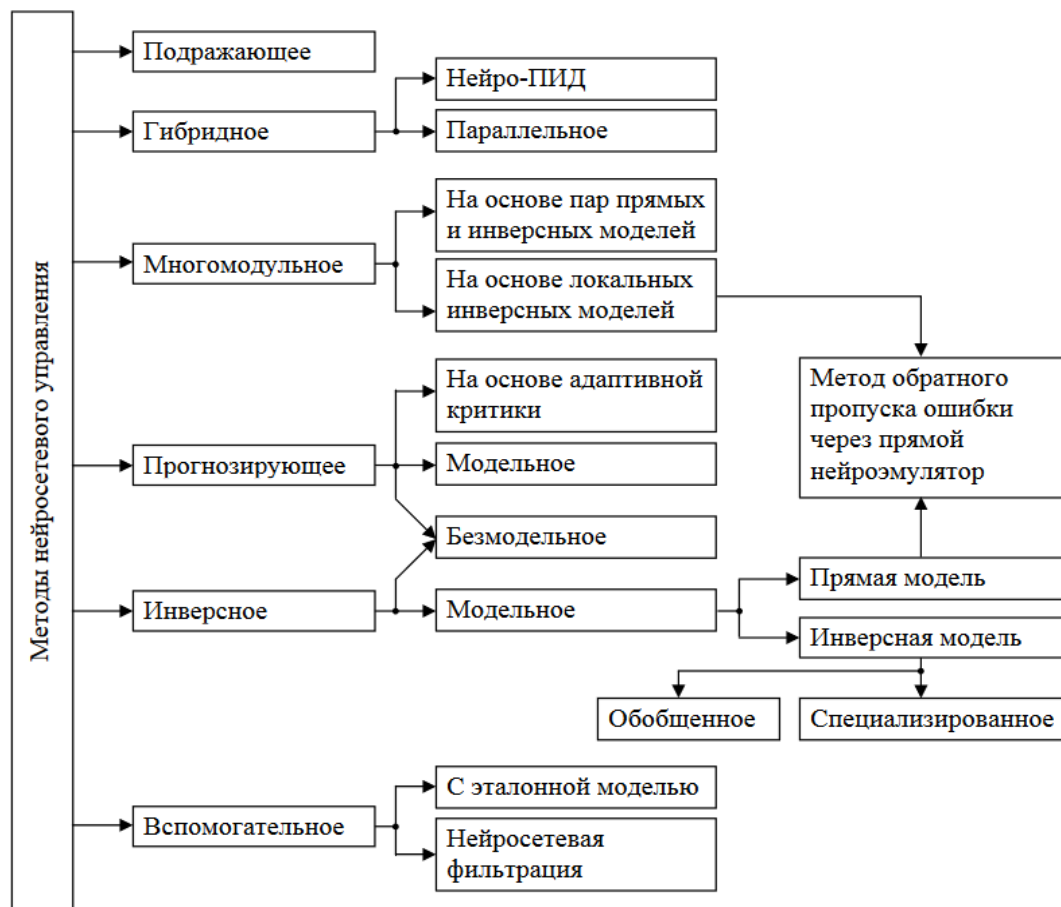 Методы нейросетевого управления
Подражающее
Гибридное
Нейро-ПИД
Параллельное
Многомодульное
На основе пар прямых
и инверсных моделей
На основе локальных
инверсных моделей
Метод обратного
пропуска ошибки
через прямой
нейроэмулятор
Прогнозирующее
На основе адаптивной
критики
Модельное
Безмодельное
Инверсное
Модельное
Прямая модель
Инверсная модель
Обобщенное
Специализированное
Вспомогательное
С эталонной моделью
Нейросетевая
фильтрация